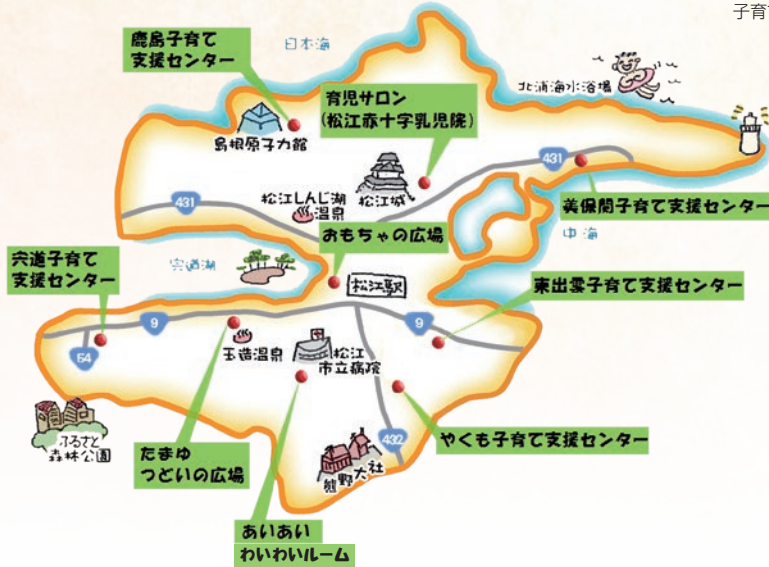 子育
鹿島子育て
支援センター
日本海
北浦海水浴場
育児サロン
(松江赤十字乳児院)
島根原子力館
431
431
松江しんじ湖
温泉
松江城
美保関子育て支援センター
中海
おもちゃの広場
宍道湖
宍道子育て
支援センター
松江駅
東出雲子育て支援センター
9
9
54
玉造温泉
松江
市立病院
ふるさと
森林公園
432
やくも子育て支援センター
たまゆ
つどいの広場
熊野大社
あいあい
わいわいルーム